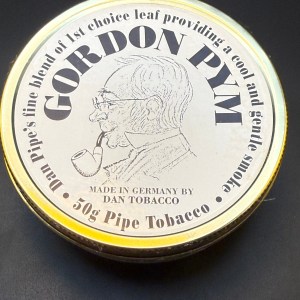 Dan Pipe's fine blend of 1st choice leaf providing a cool and gentle smoke
GORDON PYM
MADE IN GERMANY BY
DAN TOBACCO
• 50g Pipe Tobacco •